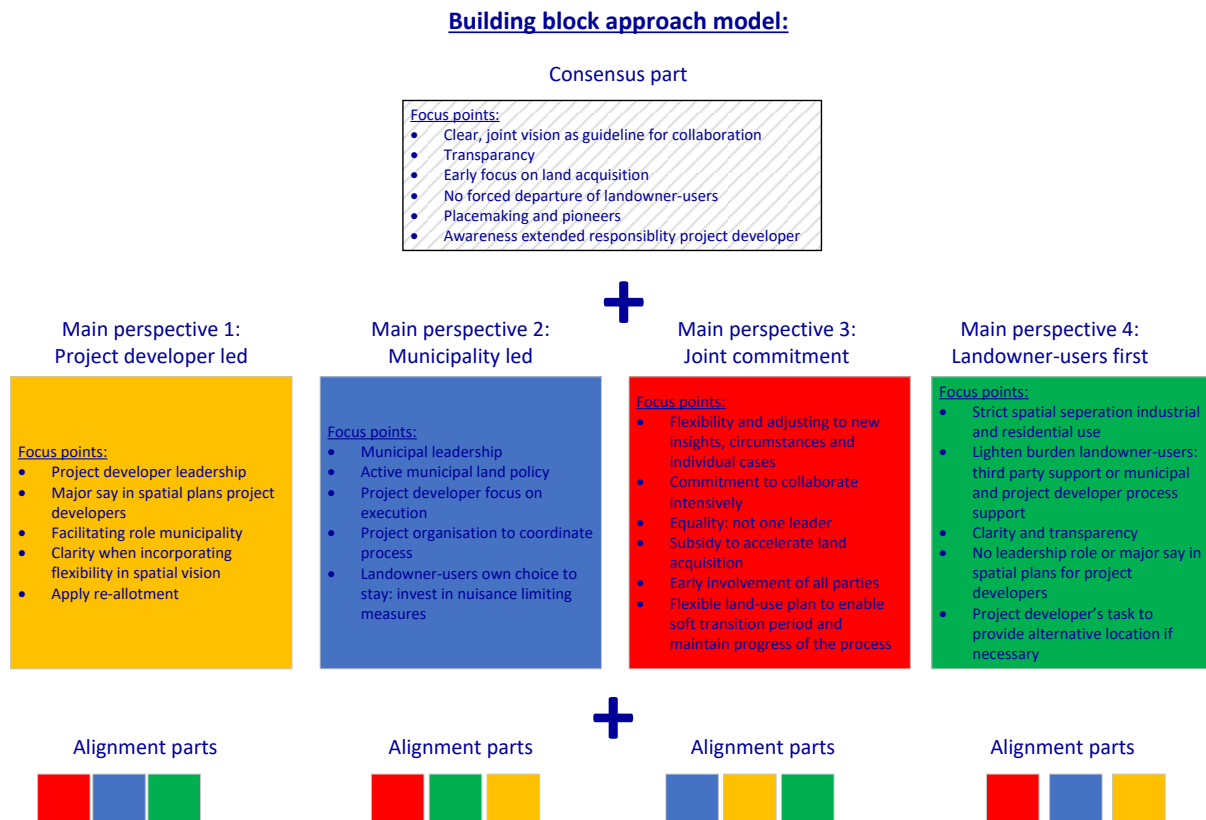 Building block approach model:
Consensus part
Focus points:
• Clear, joint vision as guideline for collaboration
• Transparancy
• Early focus on land acquisition
• No forced departure of landowner-users
• Placemaking and pioneers
• Awareness extended responsiblity project developer
+
Main perspective 1:
Project developer led
Focus points:
• Project developer leadership
• Major say in spatial plans project
developers
• Facilitating role municipality
• Clarity when incorporating
flexibility in spatial vision
• Apply re-allotment
Main perspective 2:
Municipality led
Focus points:
• Municipal leadership
• Active municipal land policy
• Project developer focus on
execution
• Project organisation to coordinate
process
• Landowner-users own choice to
stay: invest in nuisance limiting
measures
Main perspective 3:
Joint commitment
Focus points:
• Flexibility and adjusting to new
insights, circumstances and
individual cases
• Commitment to collaborate
intensively
• Equality: not one leader
• Subsidy to accelerate land
acquisition
• Early involvement of all parties
• Flexible land-use plan to enable
soft transition period and
maintain progress of the process
Main perspective 4:
Landowner-users first
Focus points:
• Strict spatial seperation industrial
and residential use
• Lighten burden landowner-users:
third party support or municipal
and project developer process
support
• Clarity and transparency
• No leadership role or major say in
spatial plans for project
developers
• Project developer's task to
provide alternative location if
necessary
+
Alignment parts
Alignment parts
Alignment parts
Alignment parts